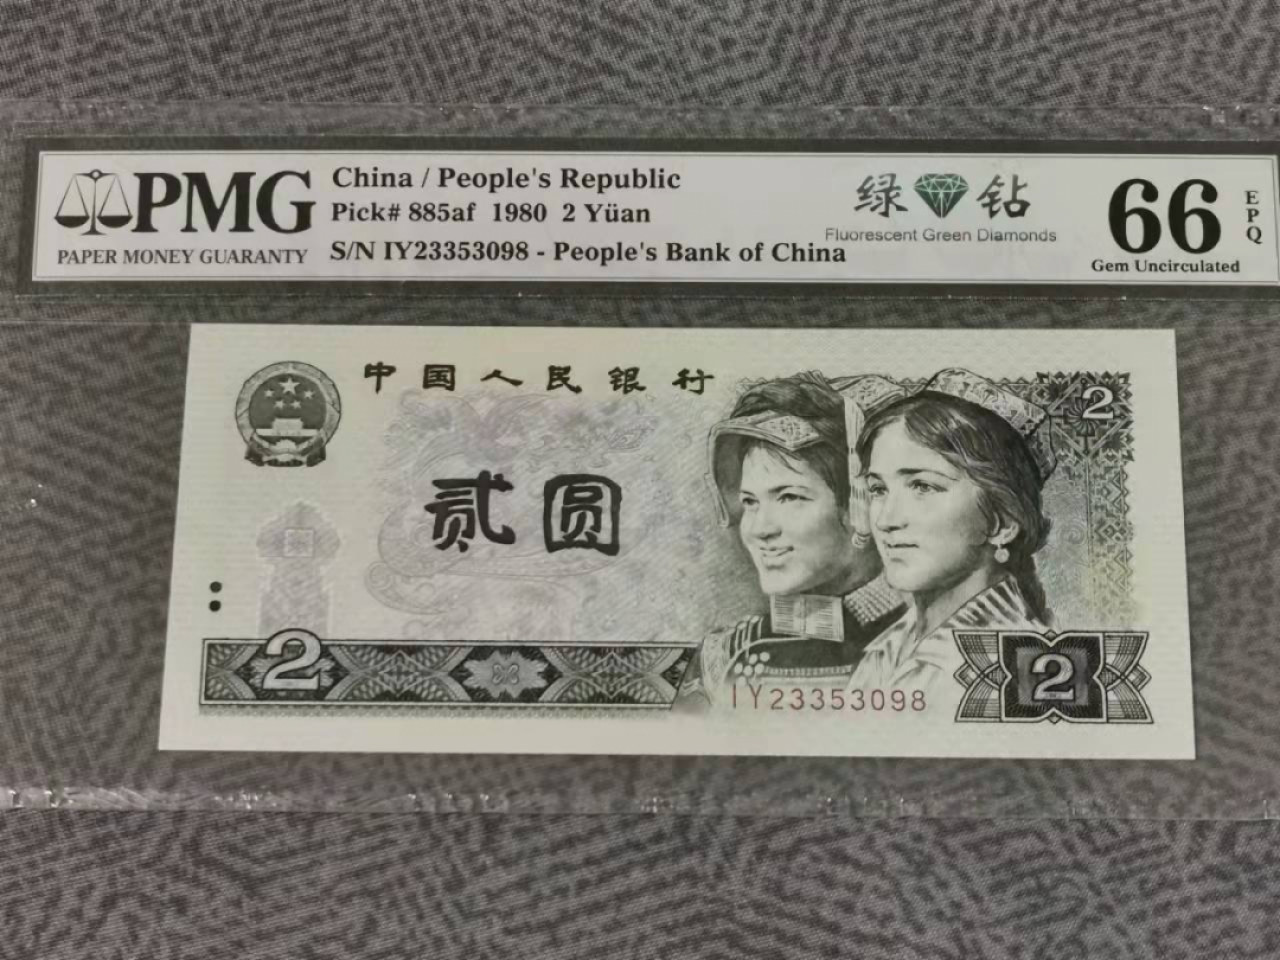 PMG
PAPER MONEY GUARANTY
China / People's Republic
Pick# 885af 1980 2 Yüan
S/N IY23353098 - People's Bank of China
绿 钻
Fluorescent Green Diamonds
66
EPQ
Gem Uncirculated
中国人民银行
贰圆
2
2
2
IY23353098